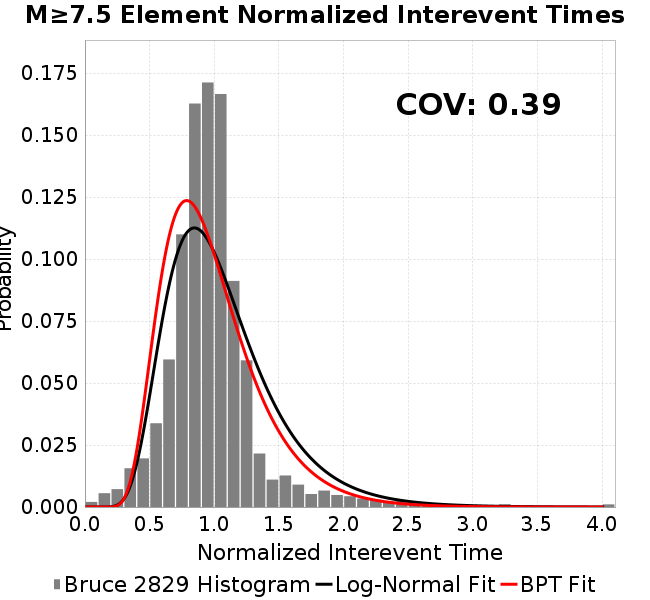 M≥7.5 Element Normalized Interevent Times
COV: 0.39
Probability
0.175
0.150
0.125
0.100
0.075
0.050
0.025
0.000
0.0 0.5 1.0 1.5 2.0 2.5 3.0 3.5 4.0
Normalized Interevent Time
Bruce 2829 Histogram Log-Normal Fit BPT Fit